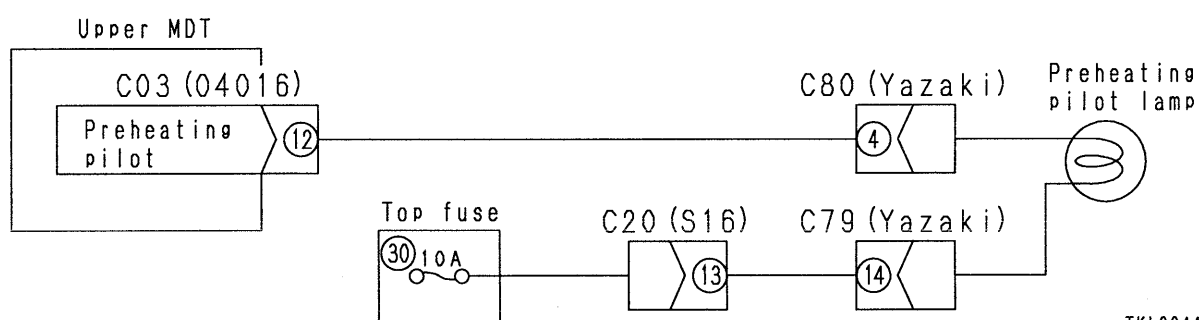 Upper MDT
C03 (04016)
Preheating
pilot
12
C80 (Yazaki)
4
Preheating
pilot lamp
Top fuse
30
10A
C20 (S16)
13
C79 (Yazaki)
14